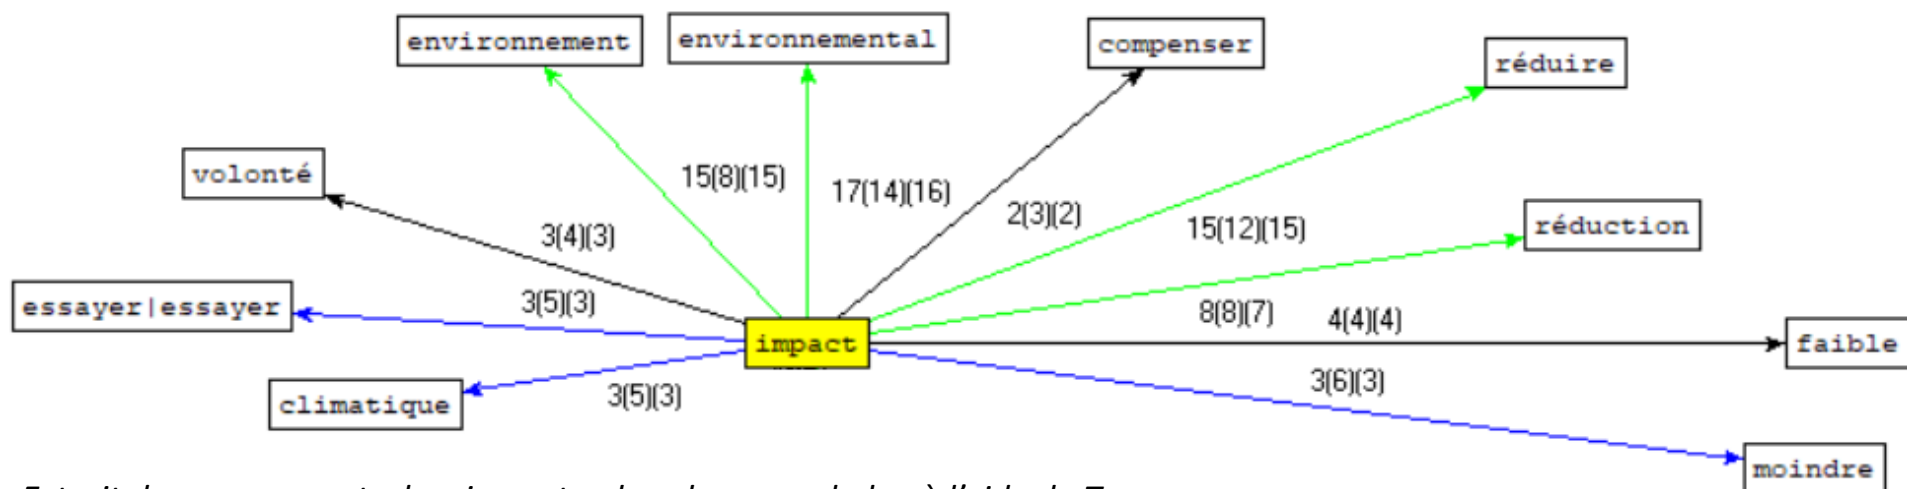 environnement
environmental
compenser
réduire
volonté
15(8)(15)
17(14)(16)
2(3)(2)
15(12)(15)
réduction
3(4)(3)
essayer|essayer
3(5)(3)
8(8)(7)
4(4)(4)
impact
faible
climatique
3(5)(3)
3(6)(3)
moindre